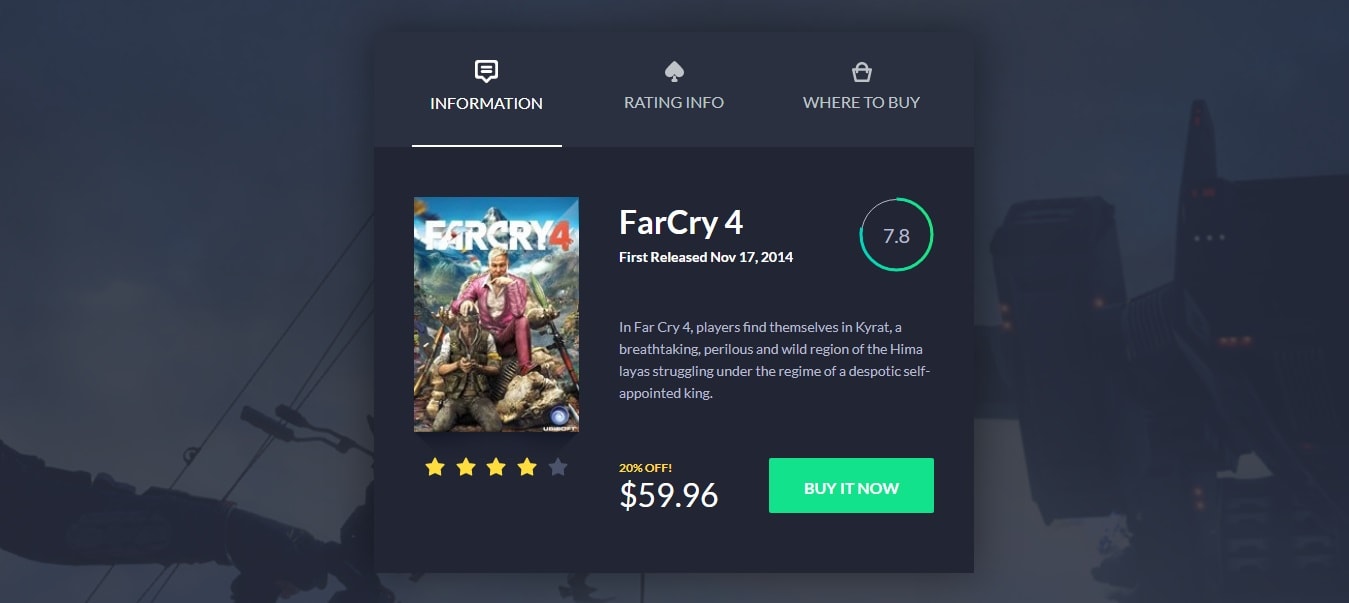 INFORMATION
RATING INFO
WHERE TO BUY
FARCRY4
UBISOFT
FarCry 4
First Released Nov 17, 2014
7.8
In Far Cry 4, players find themselves in Kyrat, a
breathtaking, perilous and wild region of the Hima
layas struggling under the regime of a despotic self-
appointed king.
20% OFF!
$59.96
BUY IT NOW